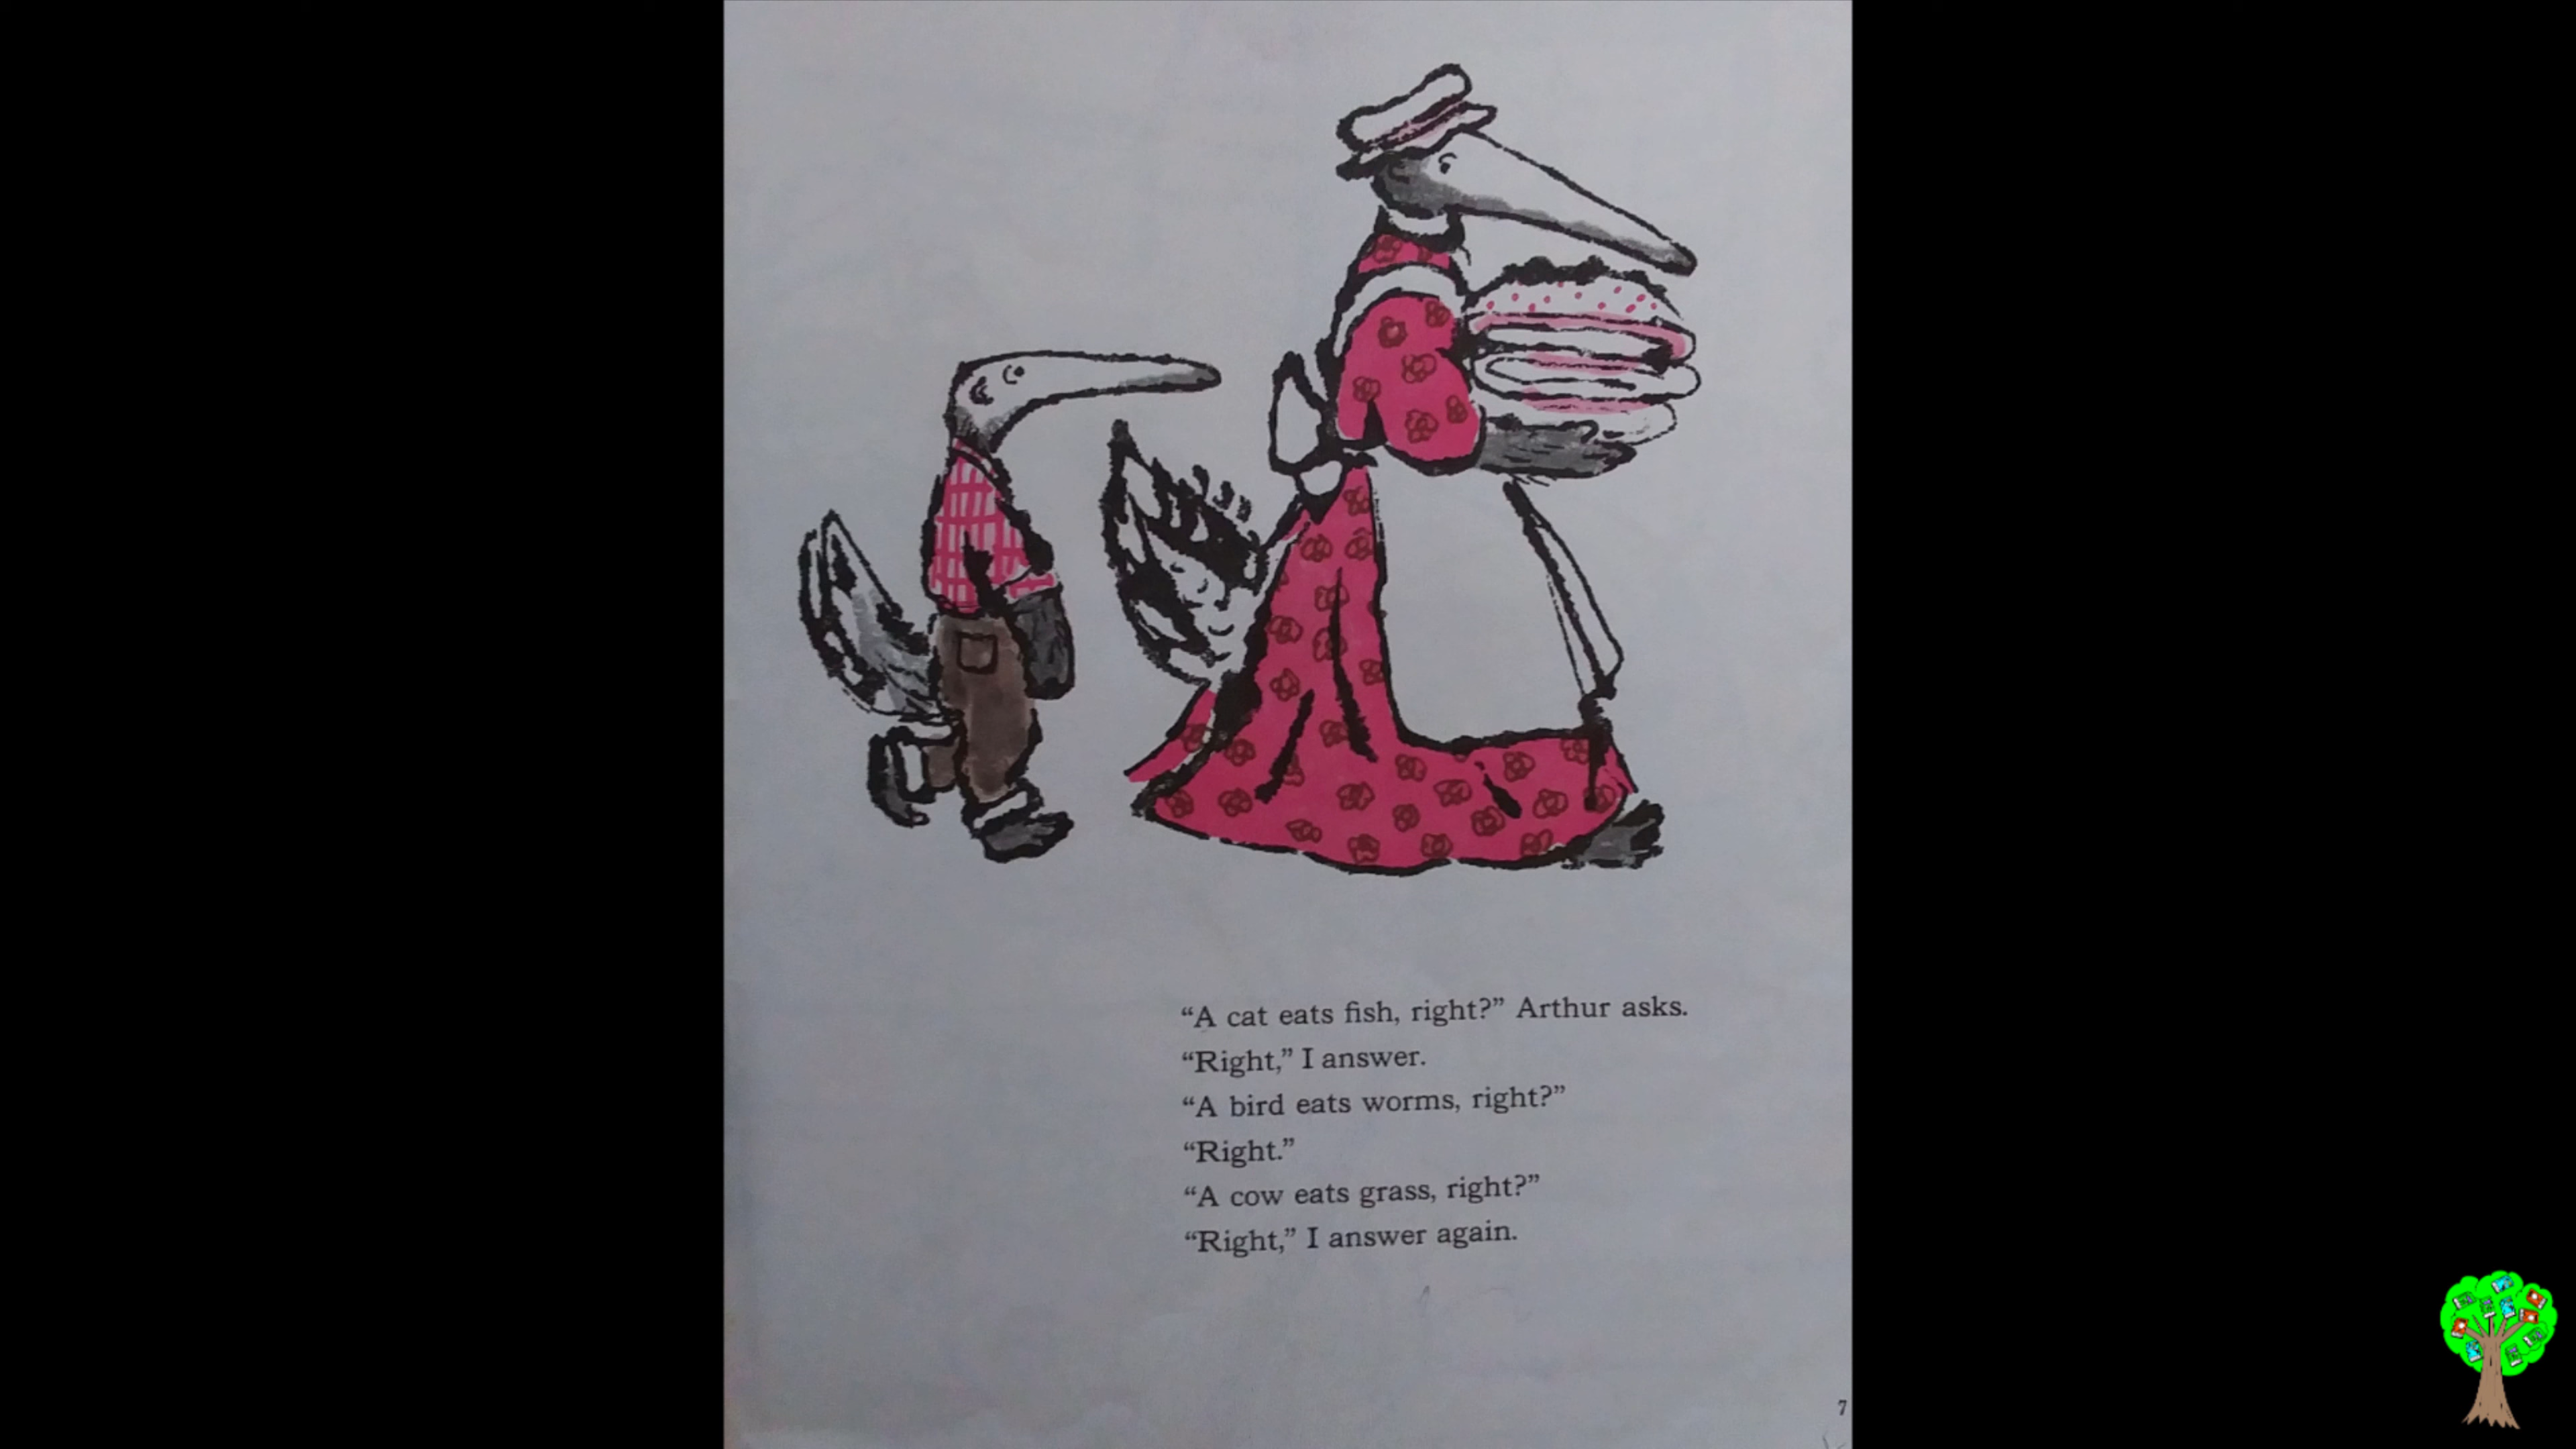 “A cat eats fish, right?” Arthur asks.
“Right,” I answer.
“A bird eats worms, right?”
“Right.”
“A cow eats grass, right?”
“Right,” I answer again.
7